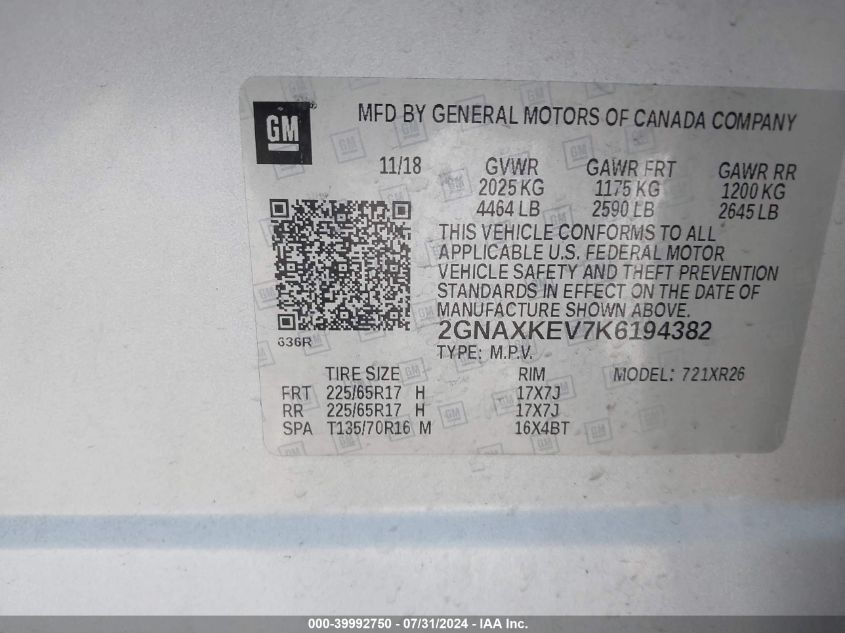 GM
MFD BY GENERAL MOTORS OF CANADA COMPANY
11/18 GVWR GAWR FRT GAWR RR
2025 KG 1175 KG 1200 KG
4464 LB 2590 LB 2645 LB
THIS VEHICLE CONFORMS TO ALL
APPLICABLE U.S. FEDERAL MOTOR
VEHICLE SAFETY AND THEFT PREVENTION
STANDARDS IN EFFECT ON THE DATE OF
MANUFACTURE SHOWN ABOVE.
636R
2GNAXKEV7K6194382
TYPE: M.P.V.
TIRE SIZE RIM MODEL: 721XR26
FRT 225/65R17 H 17X7J
RR 225/65R17 H 17X7J
SPA T135/70R16 M 16X4BT
000-39992750 - 07/31/2024 - IAA Inc.